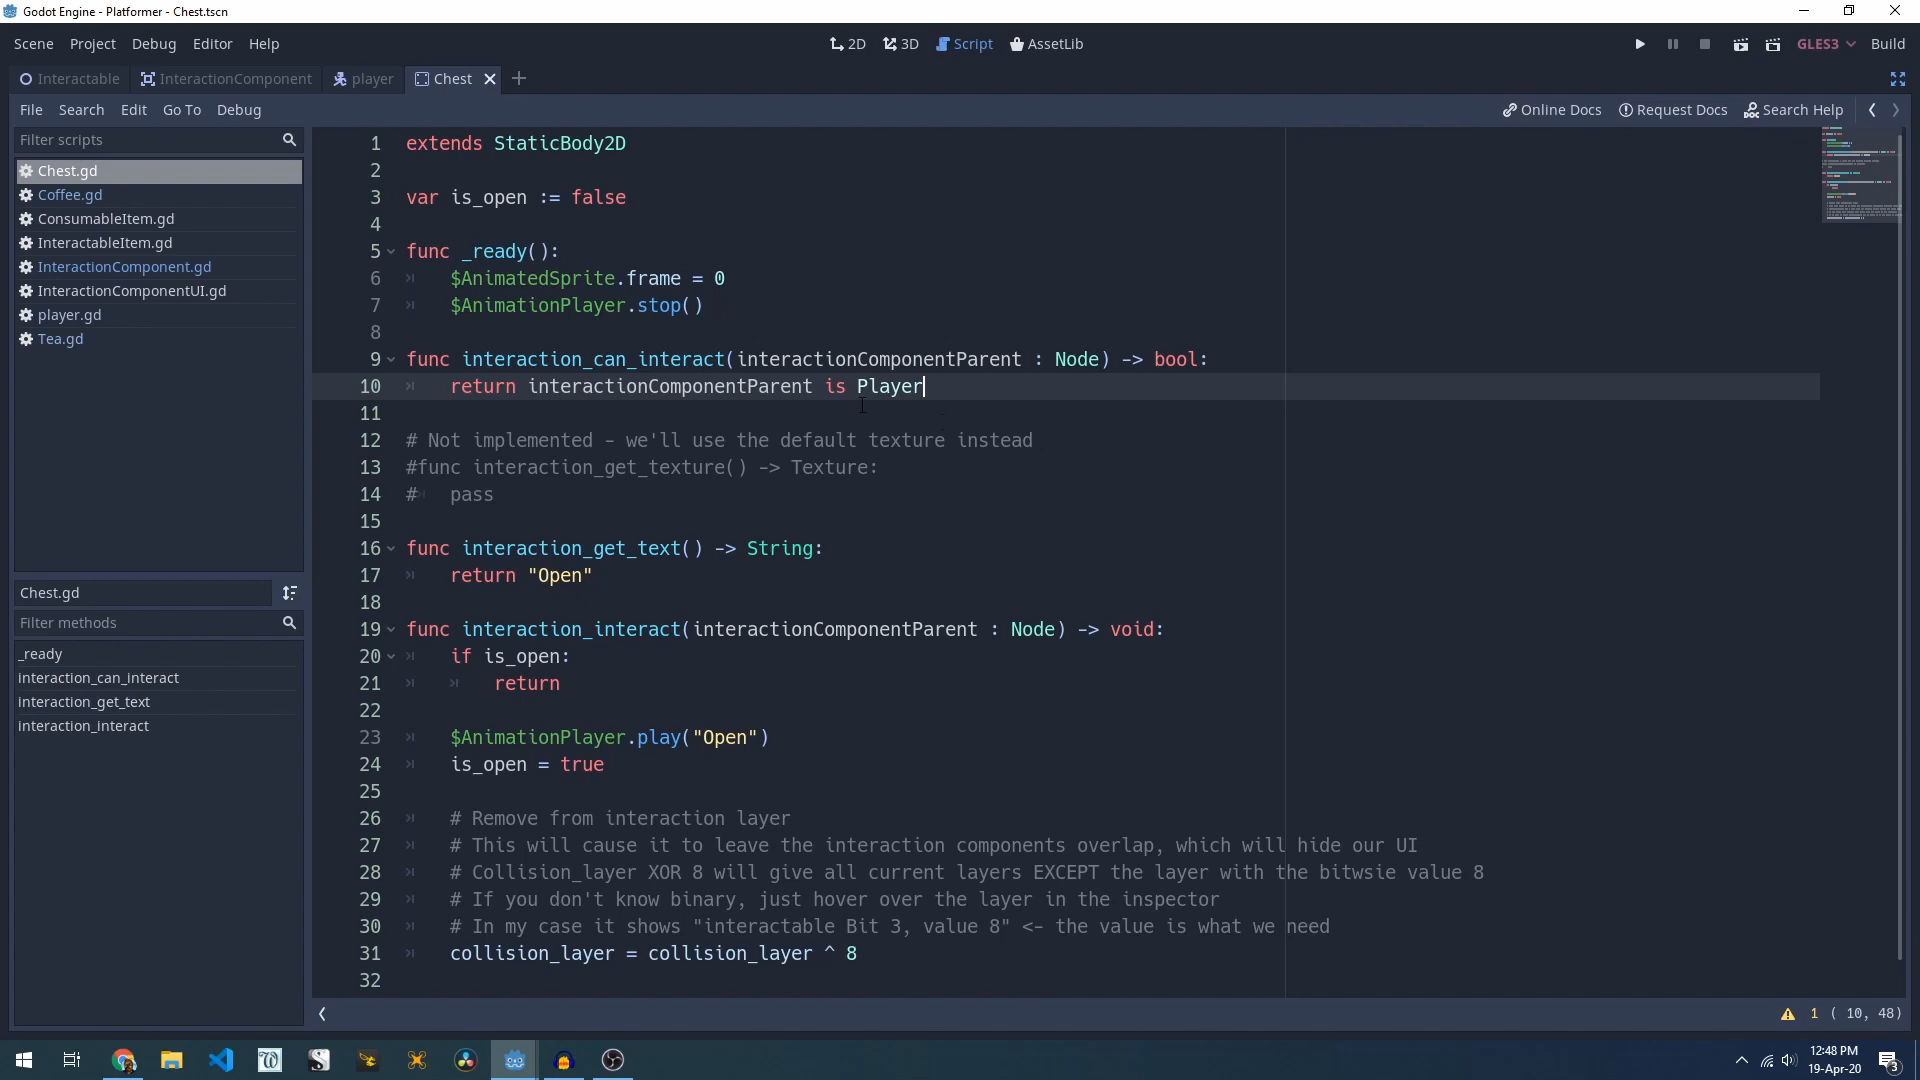 Godot Engine - Platformer - Chest.tscn
Scene Project Debug Editor Help
2D 3D Script AssetLib
GLES3 Build
Interactable InteractionComponent player Chest
File Search Edit Go To Debug
Online Docs Request Docs Search Help
Filter scripts
Chest.gd
Coffee.gd
ConsumableItem.gd
InteractableItem.gd
InteractionComponent.gd
InteractionComponentUI.gd
player.gd
Tea.gd
Chest.gd
Filter methods
_ready
interaction_can_interact
interaction_get_text
interaction_interact
1 extends StaticBody2D
2
3 var is_open := false
4
5 func _ready():
6 $AnimatedSprite.frame = 0
7 $AnimationPlayer.stop()
8
9 func interaction_can_interact(interactionComponentParent : Node) -> bool:
10 return interactionComponentParent is Player
11
12 # Not implemented - we'll use the default texture instead
13 #func interaction_get_texture() -> Texture:
14 # pass
15
16 func interaction_get_text() -> String:
17 return "Open"
18
19 func interaction_interact(interactionComponentParent : Node) -> void:
20 if is_open:
21 return
22
23 $AnimationPlayer.play("Open")
24 is_open = true
25
26 # Remove from interaction layer
27 # This will cause it to leave the interaction components overlap, which will hide our UI
28 # Collision_layer XOR 8 will give all current layers EXCEPT the layer with the bitwsie value 8
29 # If you don't know binary, just hover over the layer in the inspector
30 # In my case it shows "interactable Bit 3, value 8" <- the value is what we need
31 collision_layer = collision_layer ^ 8
32
1 ( 10, 48)
12:48 PM
19-Apr-20
3